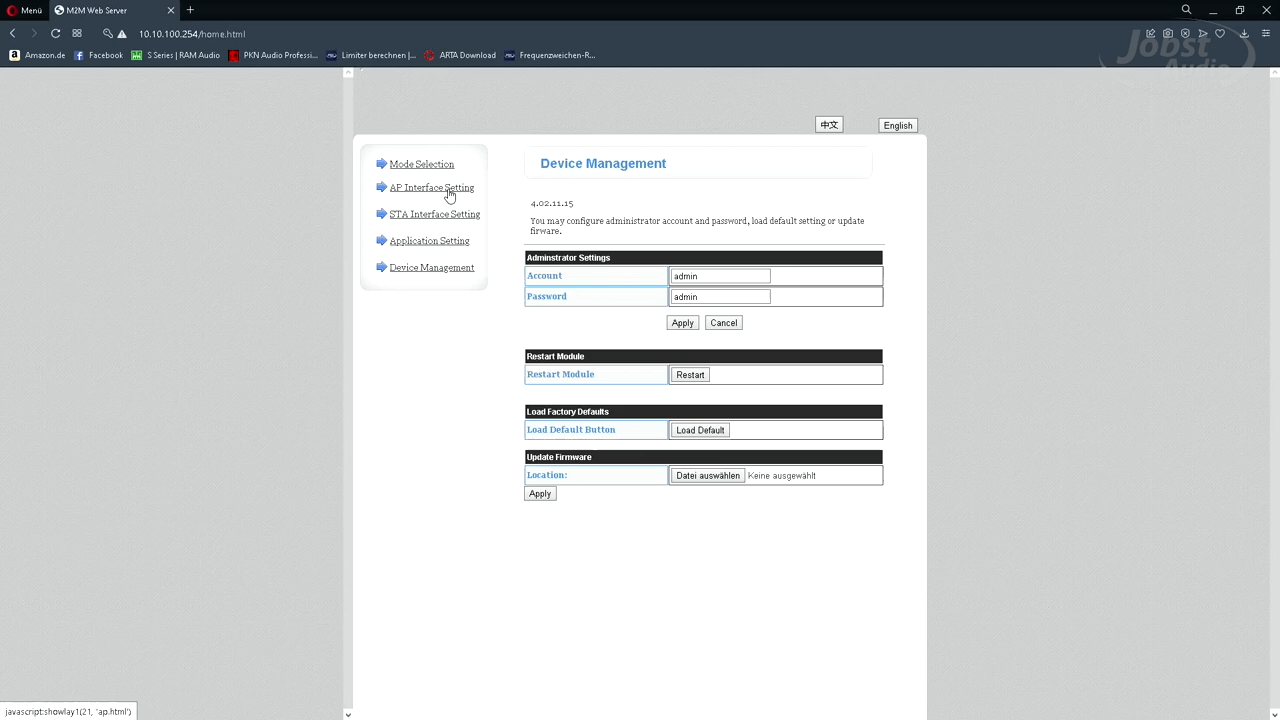 Menü
M2M Web Server
10.10.100.254/home.html
Amazon.de
Facebook
S Series | RAM Audio
PKN Audio Professi...
Limiter berechnen |...
ARTA Download
Frequenzweichen-R...
Jobst
Audio
中文
English
Mode Selection
AP Interface Setting
STA Interface Setting
Application Setting
Device Management
Device Management
4.02.11.15
You may configure administrator account and password, load default setting or update
firware.
Adminstrator Settings
Account admin
Password admin
Apply Cancel
Restart Module
Restart Module Restart
Load Factory Defaults
Load Default Button Load Default
Update Firmware
Location: Datei auswählen Keine ausgewählt
Apply
javascript:showlay1(21, 'ap.html')